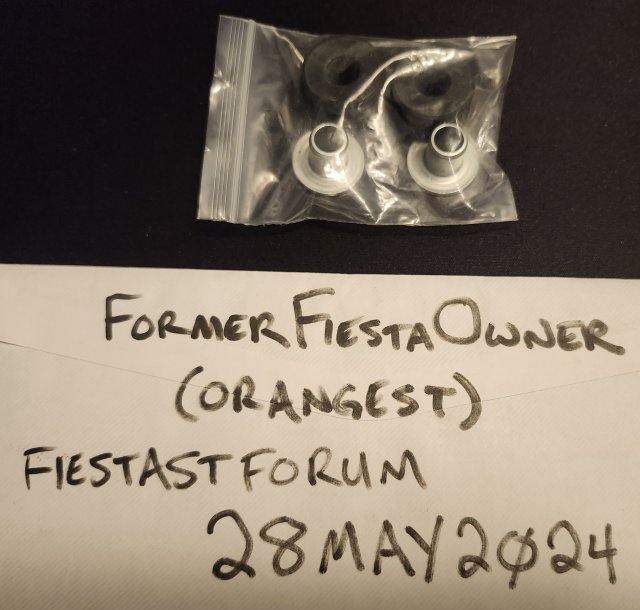 FORMERFIESTAOWNER
(ORANGEST)
FIESTASTFORUM
28MAY2024